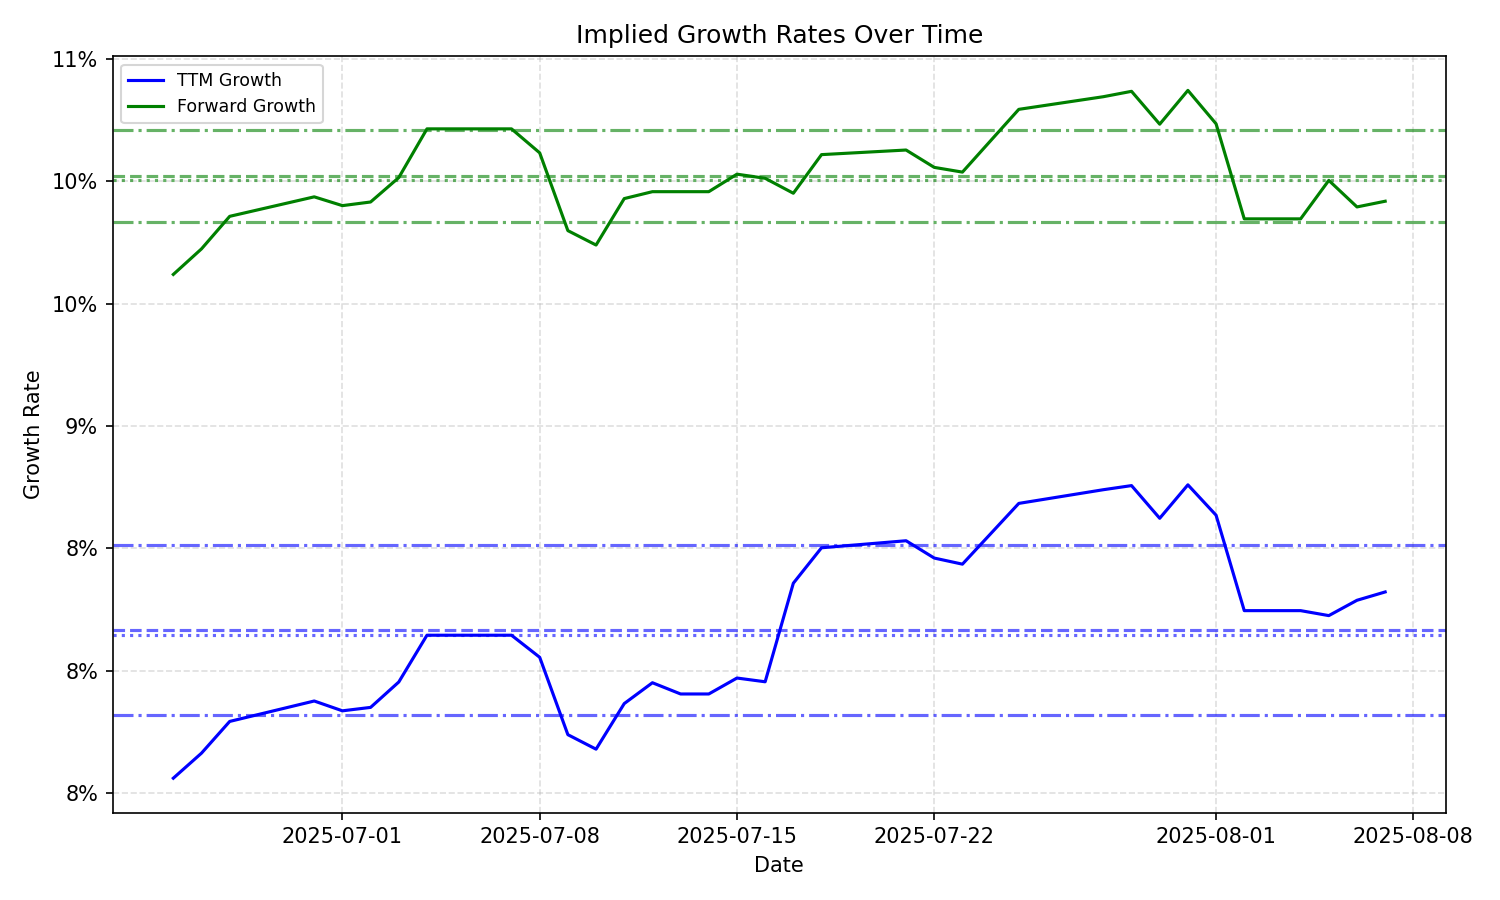 Implied Growth Rates Over Time
TTM Growth
Forward Growth
11%
10%
10%
9%
8%
8%
8%
Growth Rate
2025-07-01
2025-07-08
2025-07-15
2025-07-22
2025-08-01
2025-08-08
Date